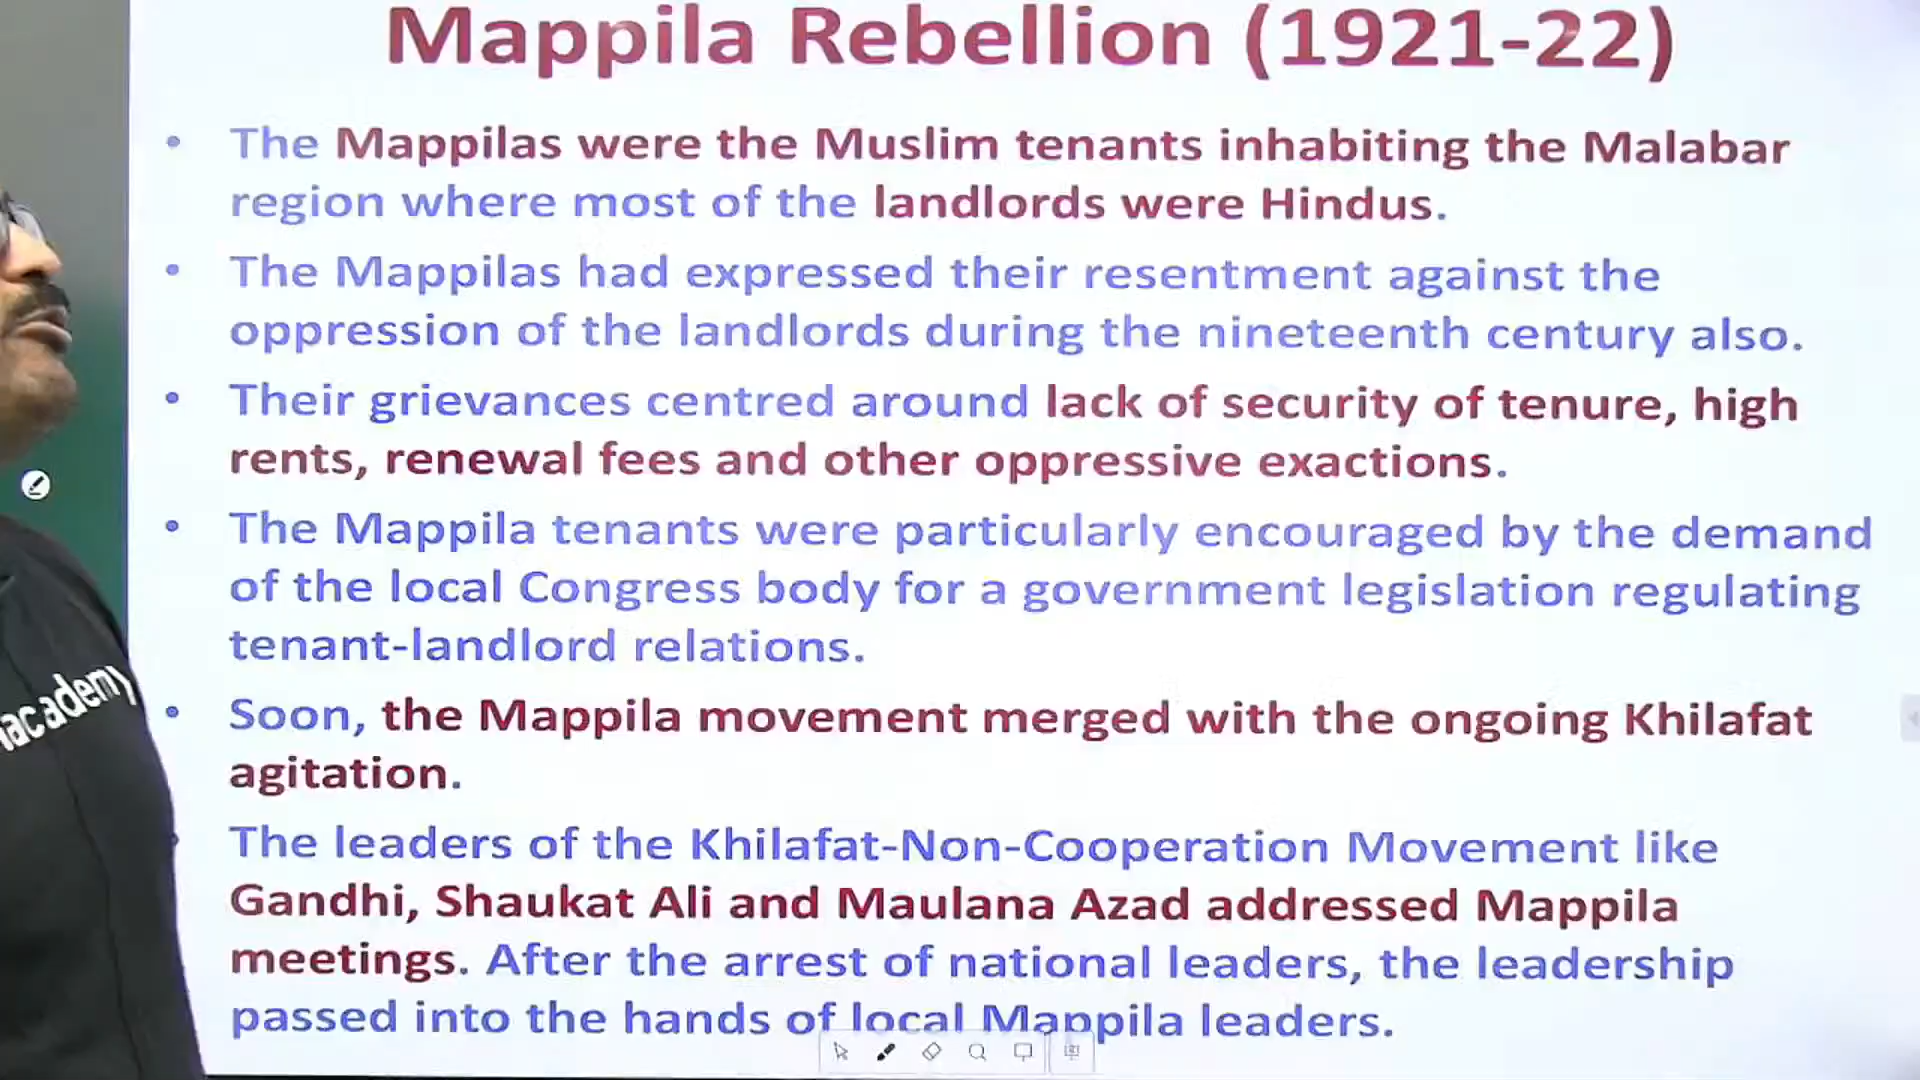 Mappila Rebellion (1921-22)
• The Mappilas were the Muslim tenants inhabiting the Malabar
region where most of the landlords were Hindus.
• The Mappilas had expressed their resentment against the
oppression of the landlords during the nineteenth century also.
• Their grievances centred around lack of security of tenure, high
rents, renewal fees and other oppressive exactions.
• The Mappila tenants were particularly encouraged by the demand
of the local Congress body for a government legislation regulating
tenant-landlord relations.
• Soon, the Mappila movement merged with the ongoing Khilafat
agitation.
• The leaders of the Khilafat-Non-Cooperation Movement like
Gandhi, Shaukat Ali and Maulana Azad addressed Mappila
meetings. After the arrest of national leaders, the leadership
passed into the hands of local Mappila leaders.
academy